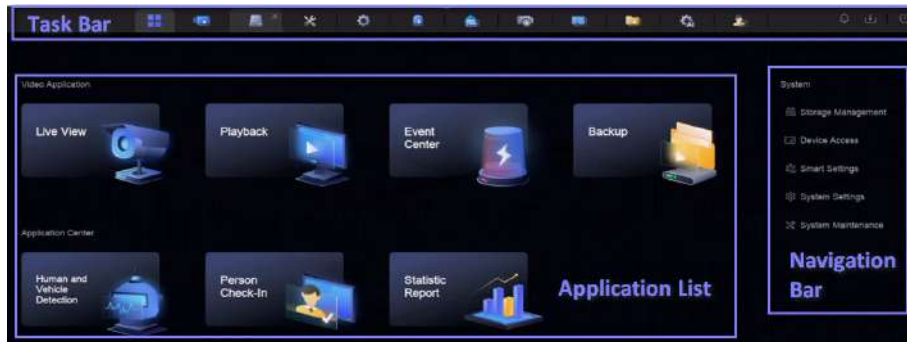 Task Bar
Video Application
Live View
Playback
Event
Center
Backup
Application Center
Human and
Vehicle
Detection
Person
Check-In
Statistic
Report
Application List
System
Storage Management
Device Access
Smart Settings
System Settings
System Maintenance
Navigation
Bar